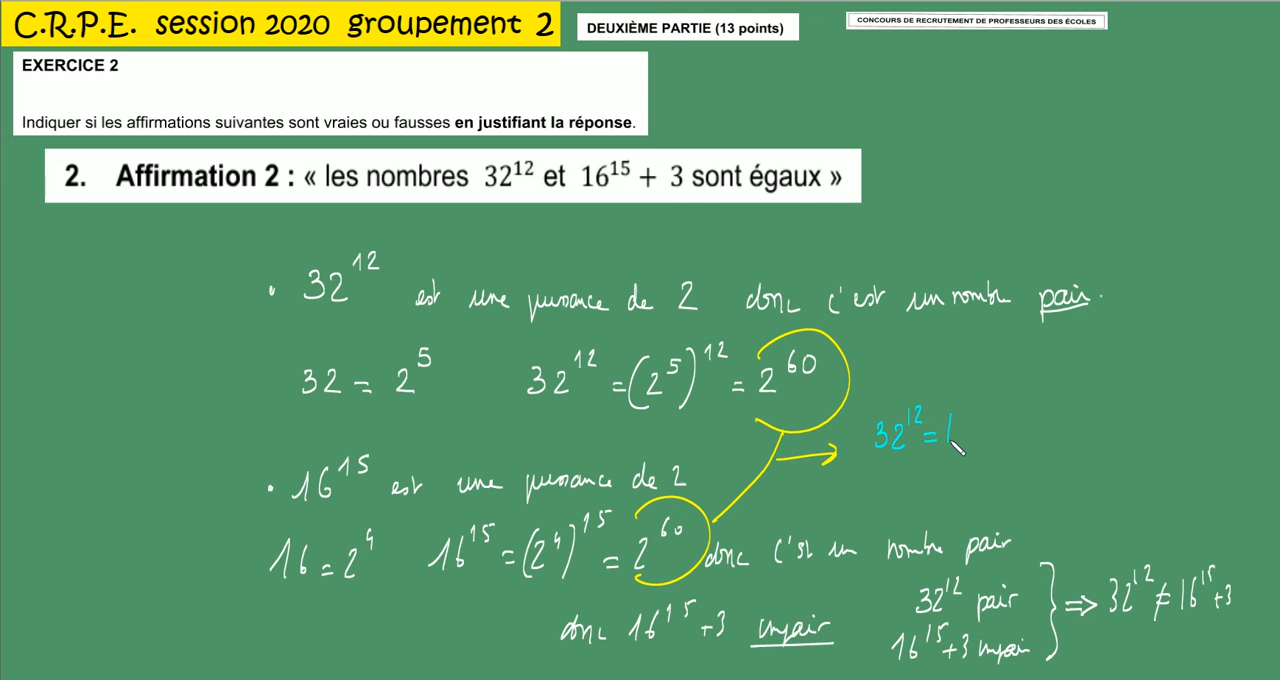 C.R.P.E. session 2020 groupement 2
DEUXIÈME PARTIE (13 points)
CONCOURS DE RECRUTEMENT DE PROFESSEURS DES ÉCOLES
EXERCICE 2
Indiquer si les affirmations suivantes sont vraies ou fausses en justifiant la réponse.
2. Affirmation 2 : « les nombres 32¹² et 16¹⁵ + 3 sont égaux »
• 32¹² est une puissance de 2 donc c'est un nombre pair.
32 = 2⁵ 32¹² = (2⁵)¹² = 2⁶⁰
32¹² = 1
• 16¹⁵ est une puissance de 2
16 = 2⁴ 16¹⁵ = (2⁴)¹⁵ = 2⁶⁰ donc c'est un nombre pair
donc 16¹⁵ + 3 impair
32¹² pair
16¹⁵ + 3 impair
} ⇒ 32¹² ≠ 16¹⁵ + 3